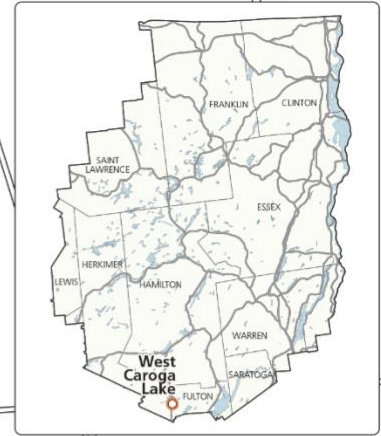 FRANKLIN
CLINTON
SAINT
LAWRENCE
ESSEX
HERKIMER
LEWIS
HAMILTON
WARREN
West
Caroga
Lake
SARATOGA
FULTON